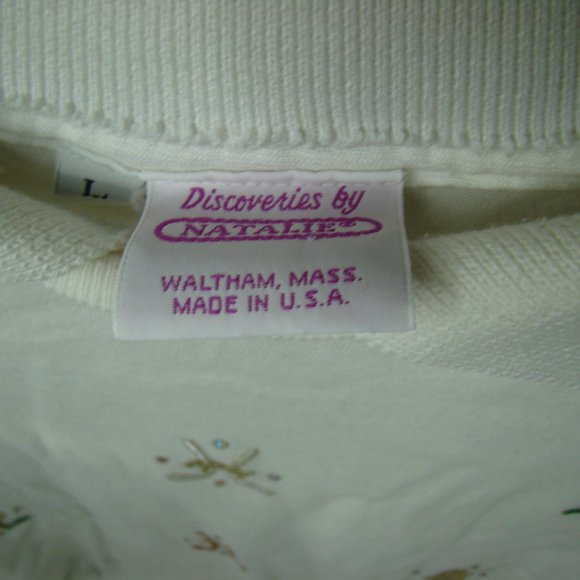 L
Discoveries by
NATALIE
WALTHAM, MASS.
MADE IN U.S.A.